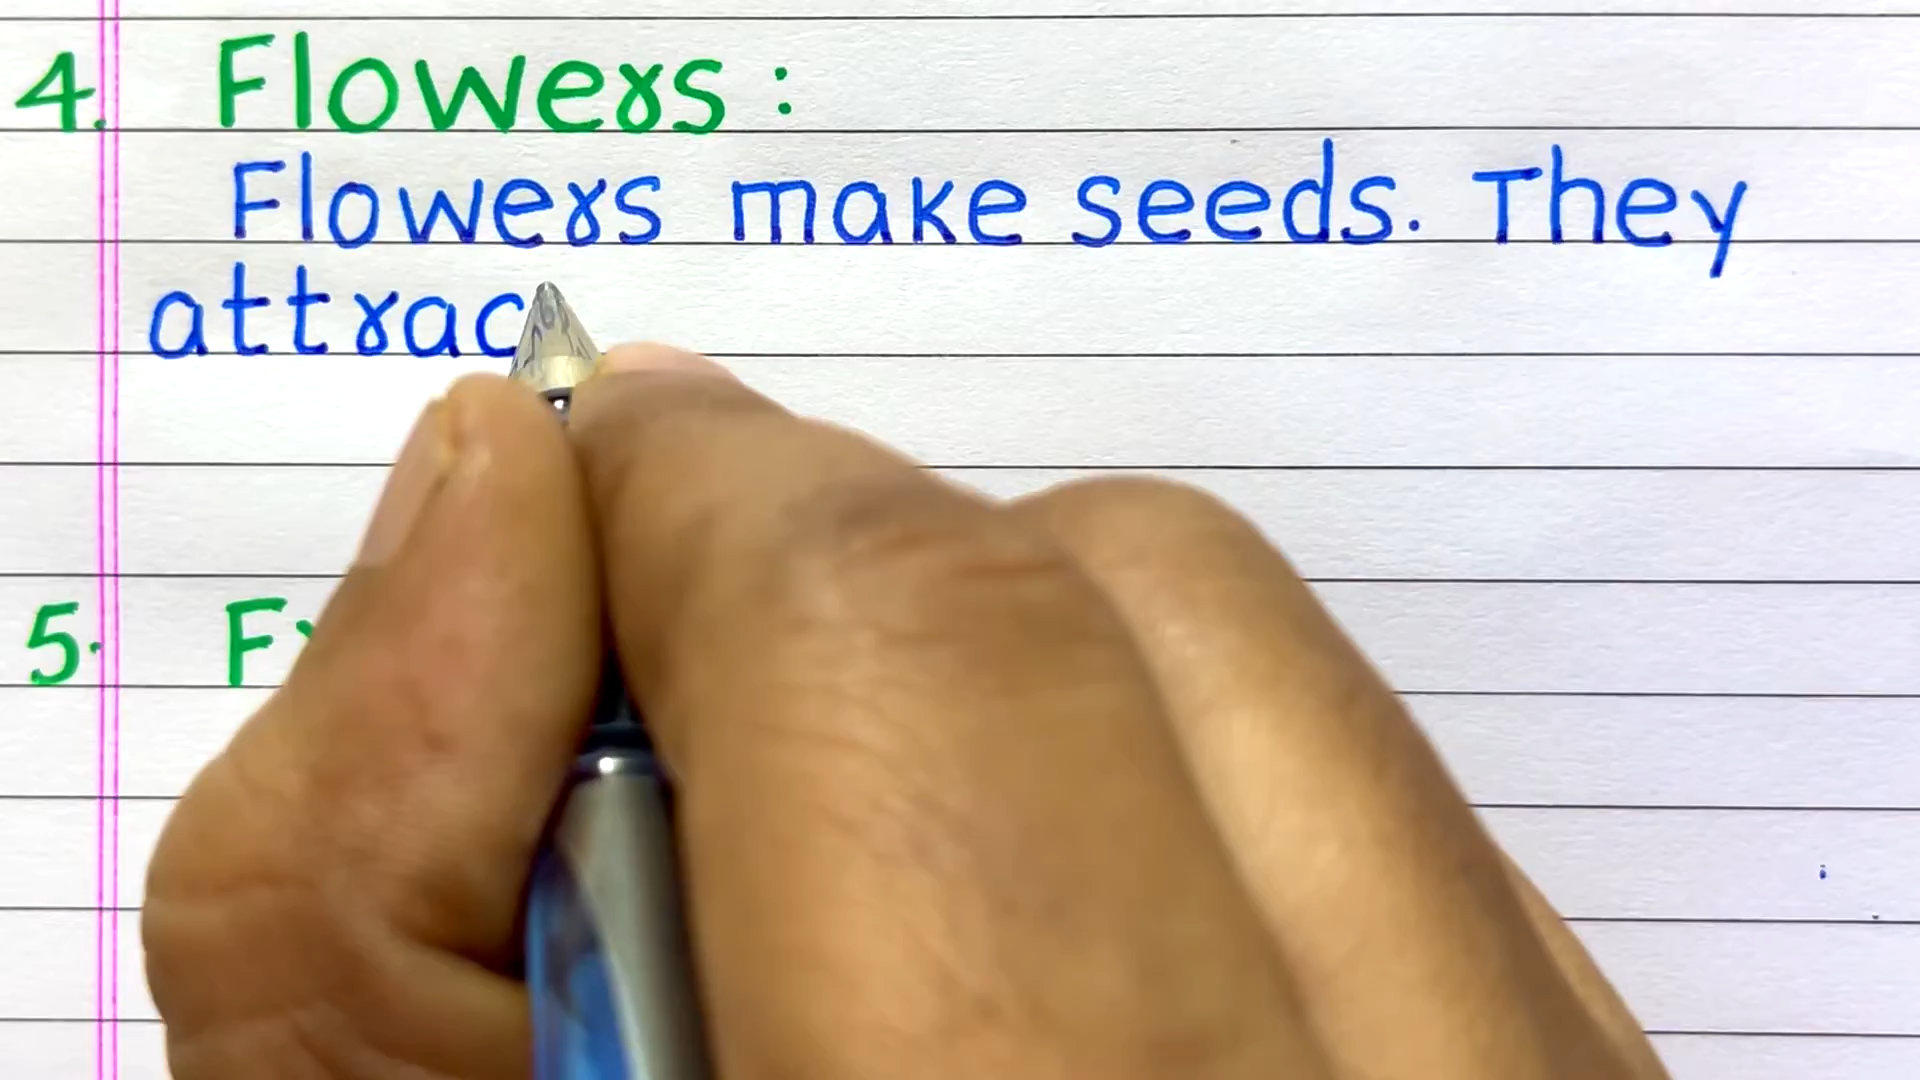 4. Flowers :
Flowers make seeds. They
attrac
5. F